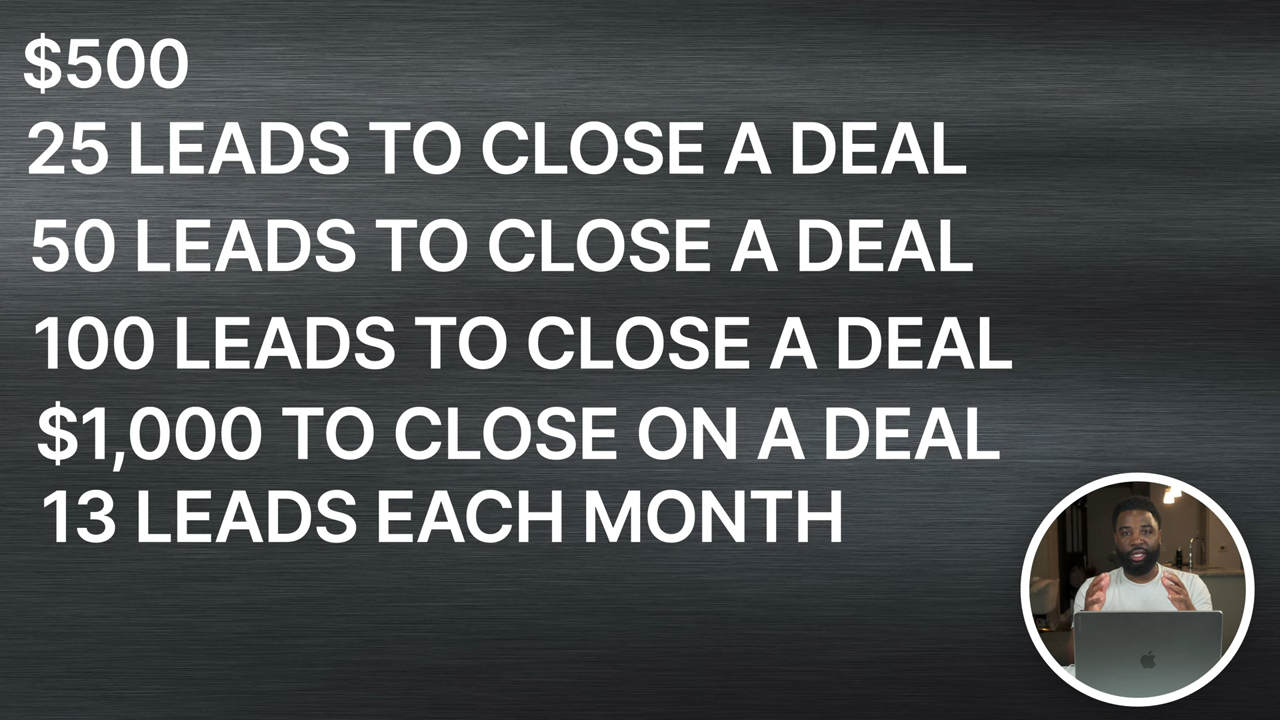 $500
25 LEADS TO CLOSE A DEAL
50 LEADS TO CLOSE A DEAL
100 LEADS TO CLOSE A DEAL
$1,000 TO CLOSE ON A DEAL
13 LEADS EACH MONTH